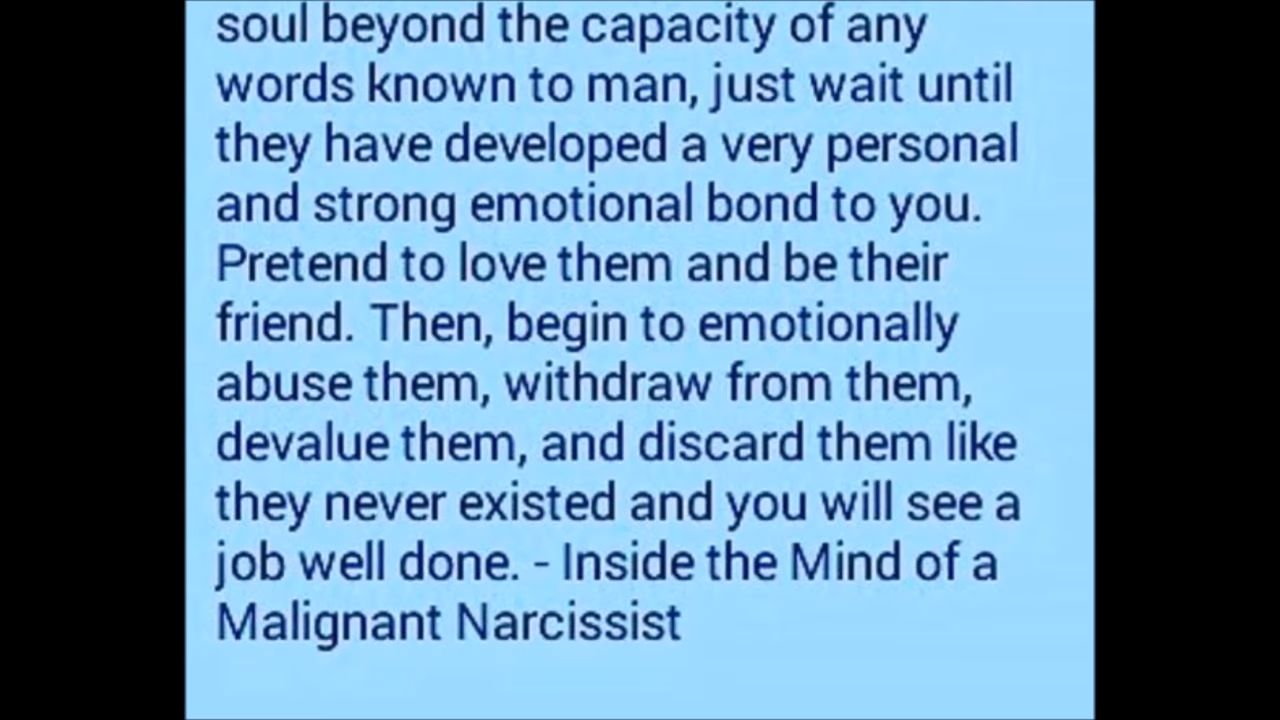 soul beyond the capacity of any
words known to man, just wait until
they have developed a very personal
and strong emotional bond to you.
Pretend to love them and be their
friend. Then, begin to emotionally
abuse them, withdraw from them,
devalue them, and discard them like
they never existed and you will see a
job well done. - Inside the Mind of a
Malignant Narcissist